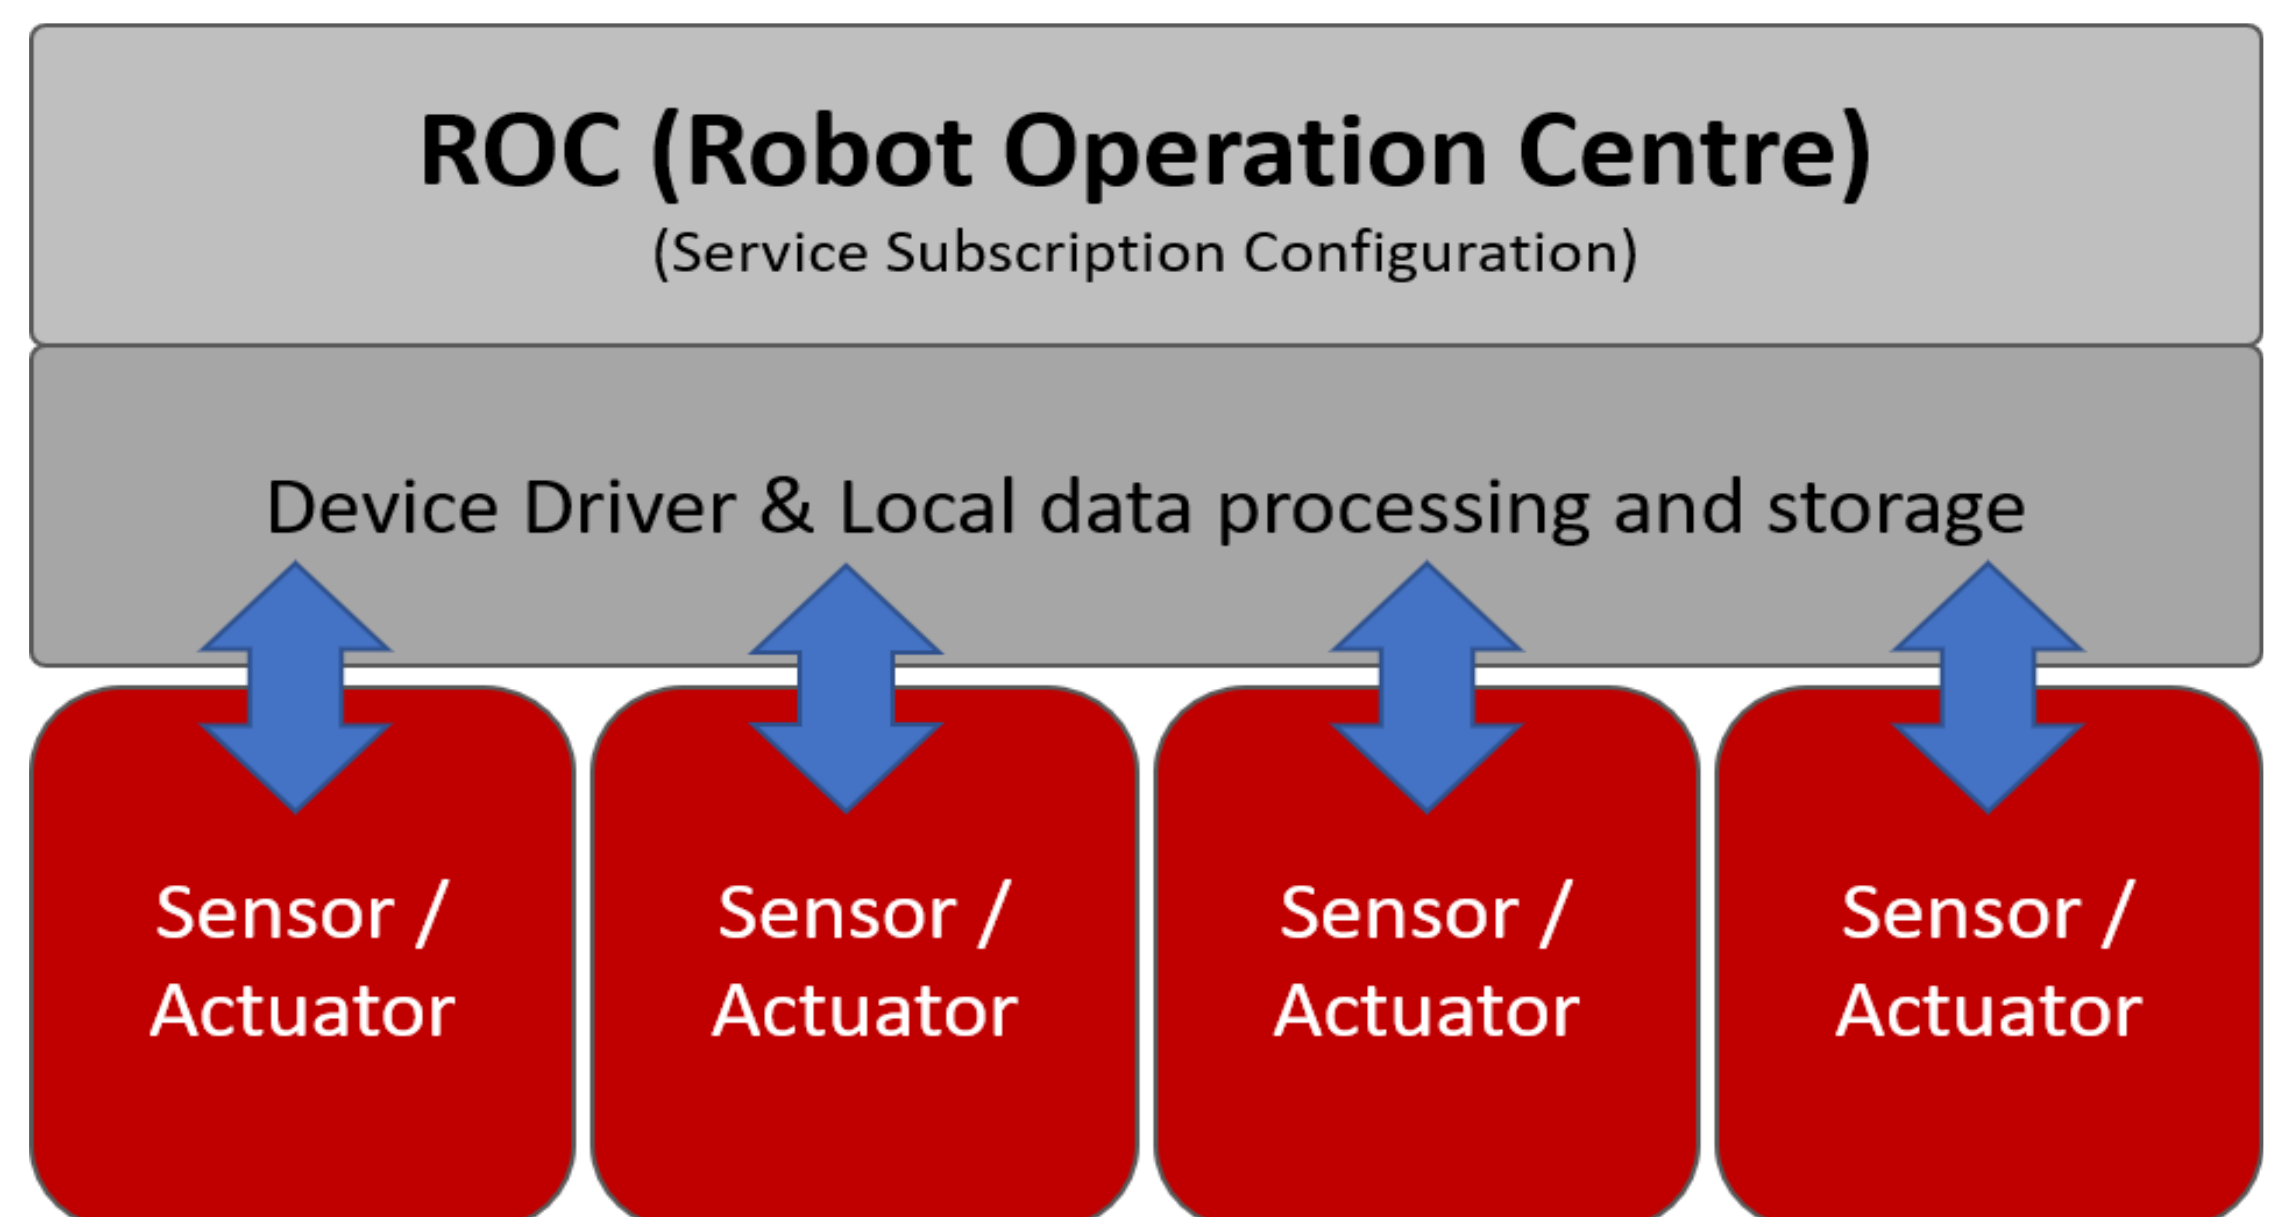 ROC (Robot Operation Centre)
(Service Subscription Configuration)
Device Driver & Local data processing and storage
Sensor /
Actuator
Sensor /
Actuator
Sensor /
Actuator
Sensor /
Actuator